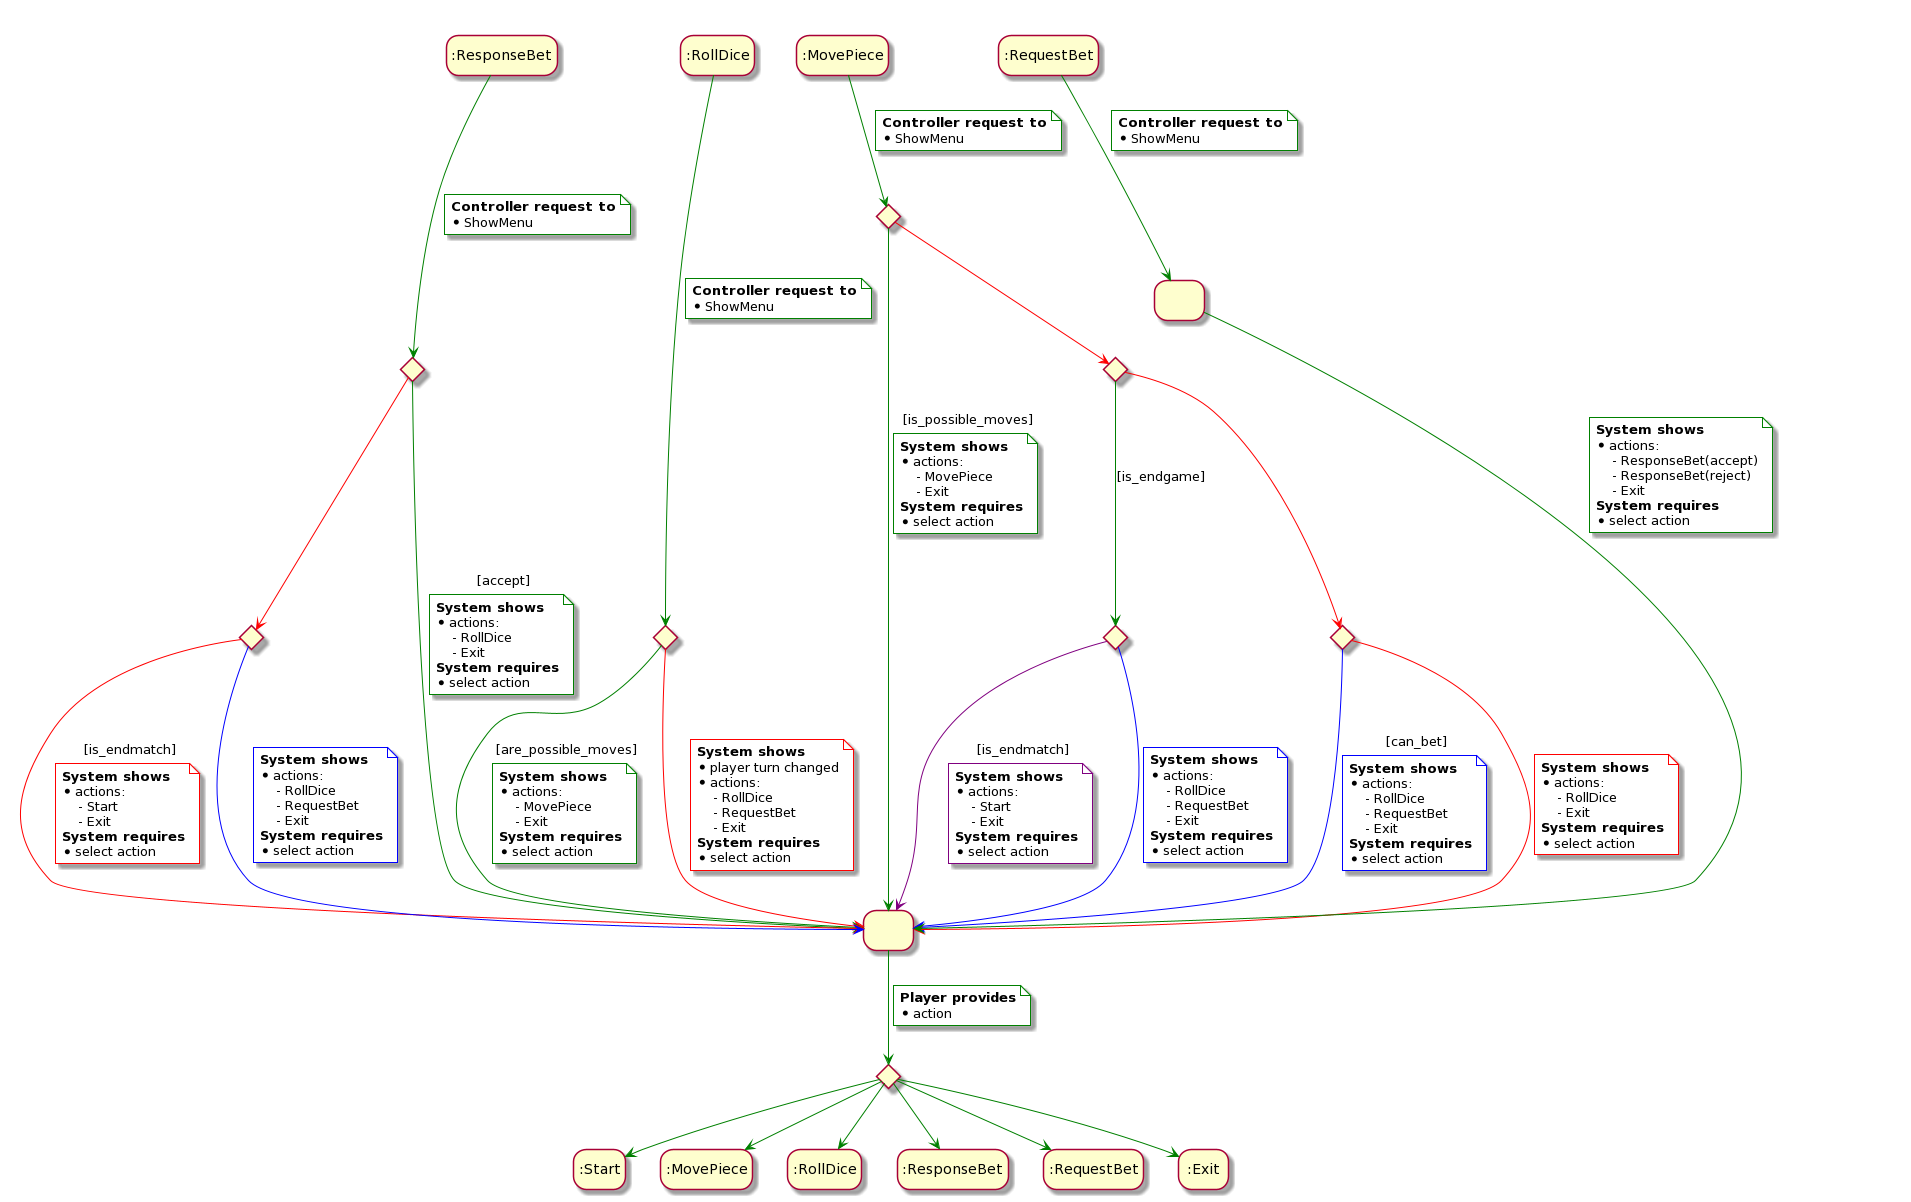 :ResponseBet
:RollDice
:MovePiece
:RequestBet
Controller request to
• ShowMenu
Controller request to
• ShowMenu
Controller request to
• ShowMenu
Controller request to
• ShowMenu
[is_possible_moves]
System shows
• actions:
- MovePiece
- Exit
System requires
• select action
[is_endgame]
System shows
• actions:
- ResponseBet(accept)
- ResponseBet(reject)
- Exit
System requires
• select action
[accept]
System shows
• actions:
- RollDice
- Exit
System requires
• select action
[is_endmatch]
System shows
• actions:
- Start
- Exit
System requires
• select action
System shows
• actions:
- RollDice
- RequestBet
- Exit
System requires
• select action
[are_possible_moves]
System shows
• actions:
- MovePiece
- Exit
System requires
• select action
System shows
• player turn changed
• actions:
- RollDice
- RequestBet
- Exit
System requires
• select action
[is_endmatch]
System shows
• actions:
- Start
- Exit
System requires
• select action
System shows
• actions:
- RollDice
- RequestBet
- Exit
System requires
• select action
[can_bet]
System shows
• actions:
- RollDice
- RequestBet
- Exit
System requires
• select action
System shows
• actions:
- RollDice
- Exit
System requires
• select action
Player provides
• action
:Start
:MovePiece
:RollDice
:ResponseBet
:RequestBet
:Exit